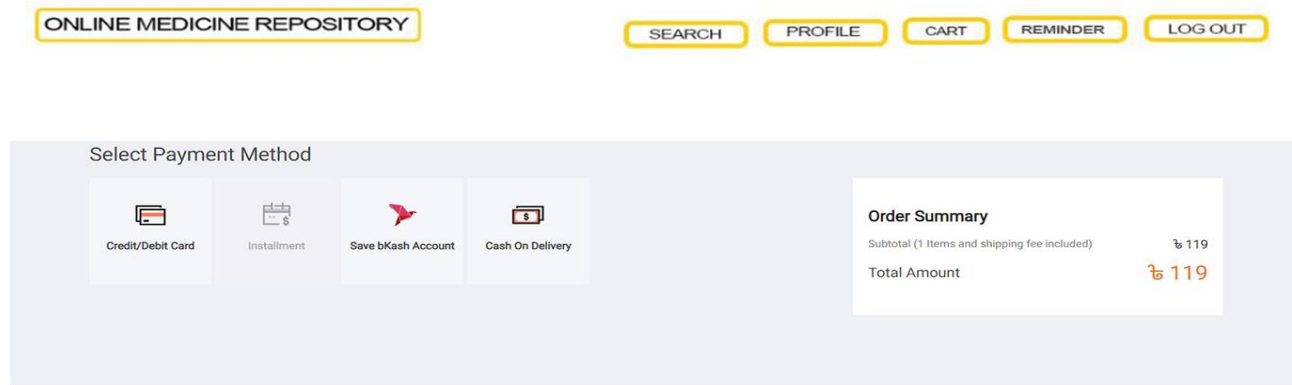 ONLINE MEDICINE REPOSITORY
SEARCH PROFILE CART REMINDER LOG OUT
Select Payment Method
Credit/Debit Card Installment Save bKash Account Cash On Delivery
Order Summary
Subtotal (1 Items and shipping fee included) ৳ 119
Total Amount ৳ 119